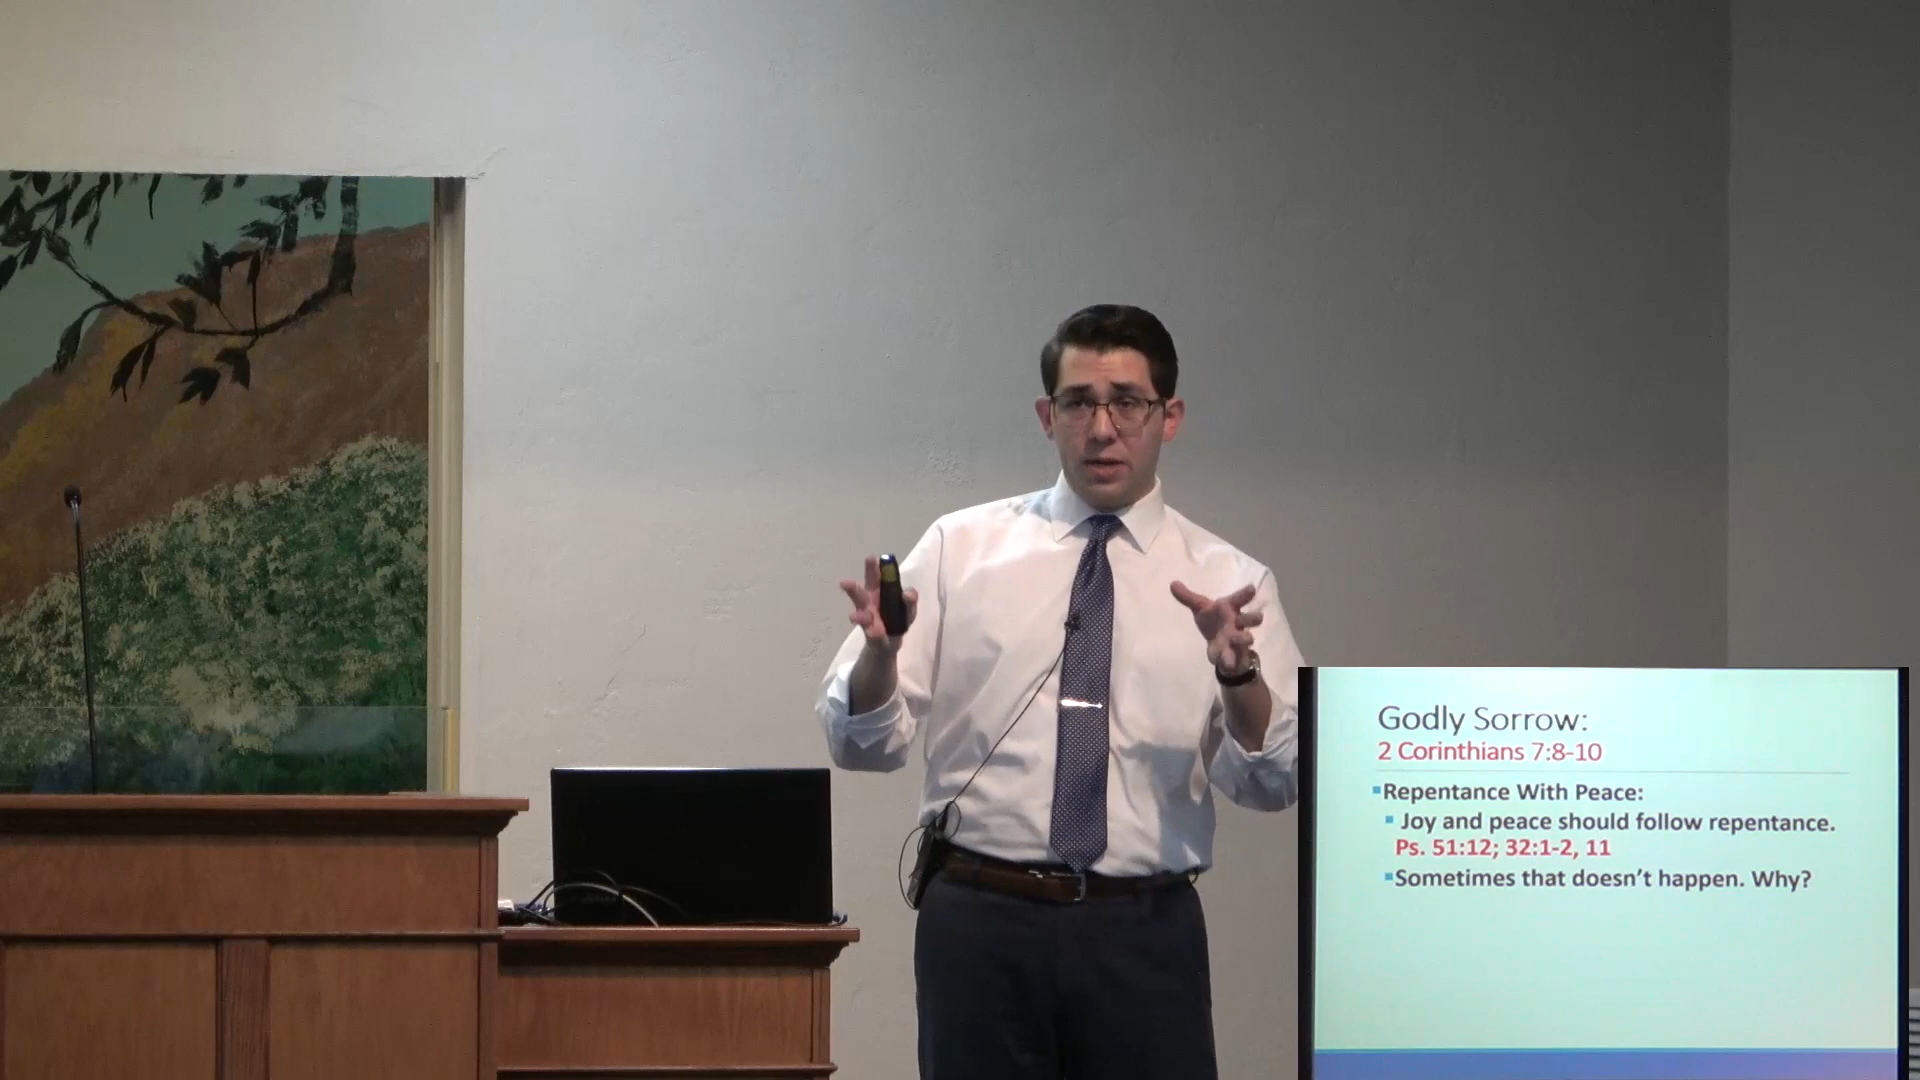 Godly Sorrow:
2 Corinthians 7:8-10
Repentance With Peace:
Joy and peace should follow repentance.
Ps. 51:12; 32:1-2, 11
Sometimes that doesn't happen. Why?